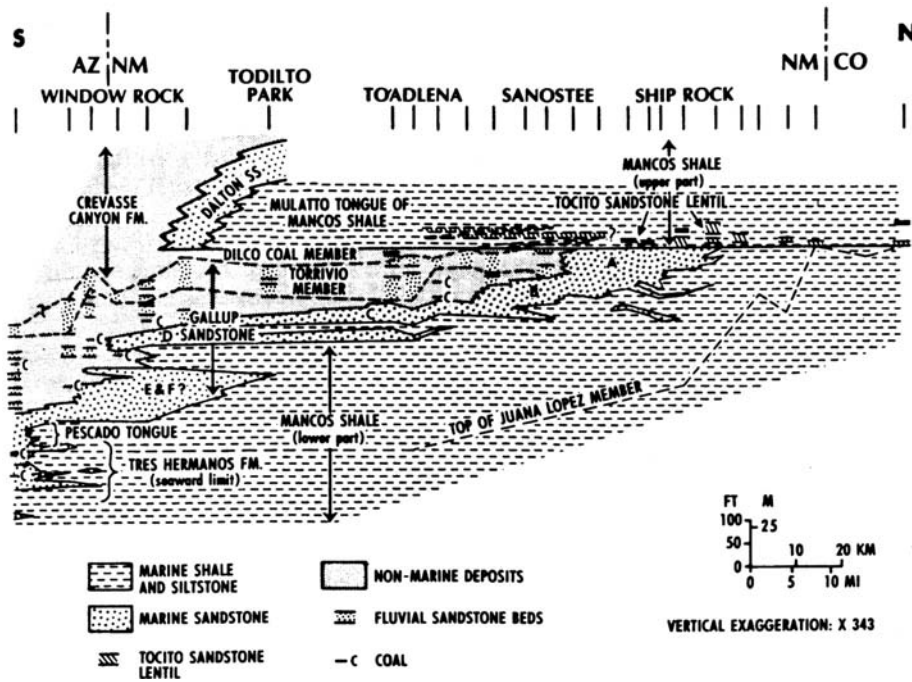 S
N
AZ NM
NM CO
WINDOW ROCK
TODILTO
PARK
TOADLENA
SANOSTEE
SHIP ROCK
CREVASSE
CANYON FM.
DALTON SS
MULATTO TONGUE OF
MANCOS SHALE
MANCOS SHALE
(upper part)
TOCITO SANDSTONE LENTIL
DILCO COAL MEMBER
TORRIVIO
MEMBER
A
B
C
GALLUP
D SANDSTONE
E & F?
MANCOS SHALE
(lower part)
TOP OF JUANA LOPEZ MEMBER
PESCADO TONGUE
TRES HERMANOS FM.
(seaward limit)
FT M
100
25
50
10 20 KM
0
0 5 10 MI
VERTICAL EXAGGERATION: X 343
MARINE SHALE
AND SILTSTONE
MARINE SANDSTONE
TOCITO SANDSTONE
LENTIL
NON-MARINE DEPOSITS
FLUVIAL SANDSTONE BEDS
C COAL